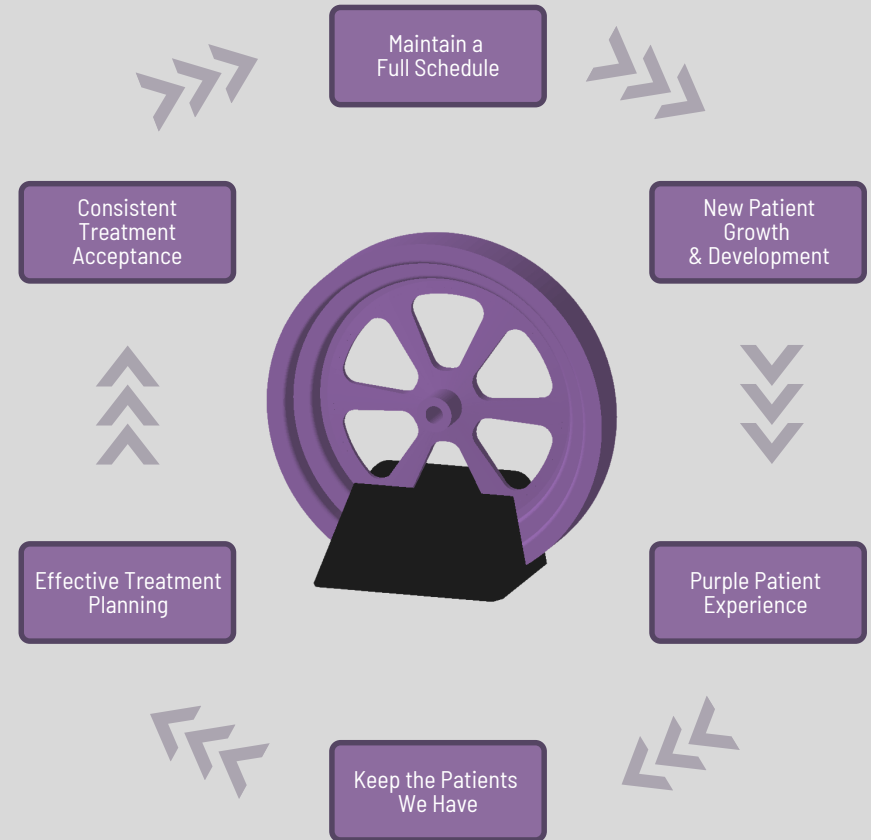 Maintain a
Full Schedule
New Patient
Growth
& Development
Purple Patient
Experience
Keep the Patients
We Have
Effective Treatment
Planning
Consistent
Treatment
Acceptance